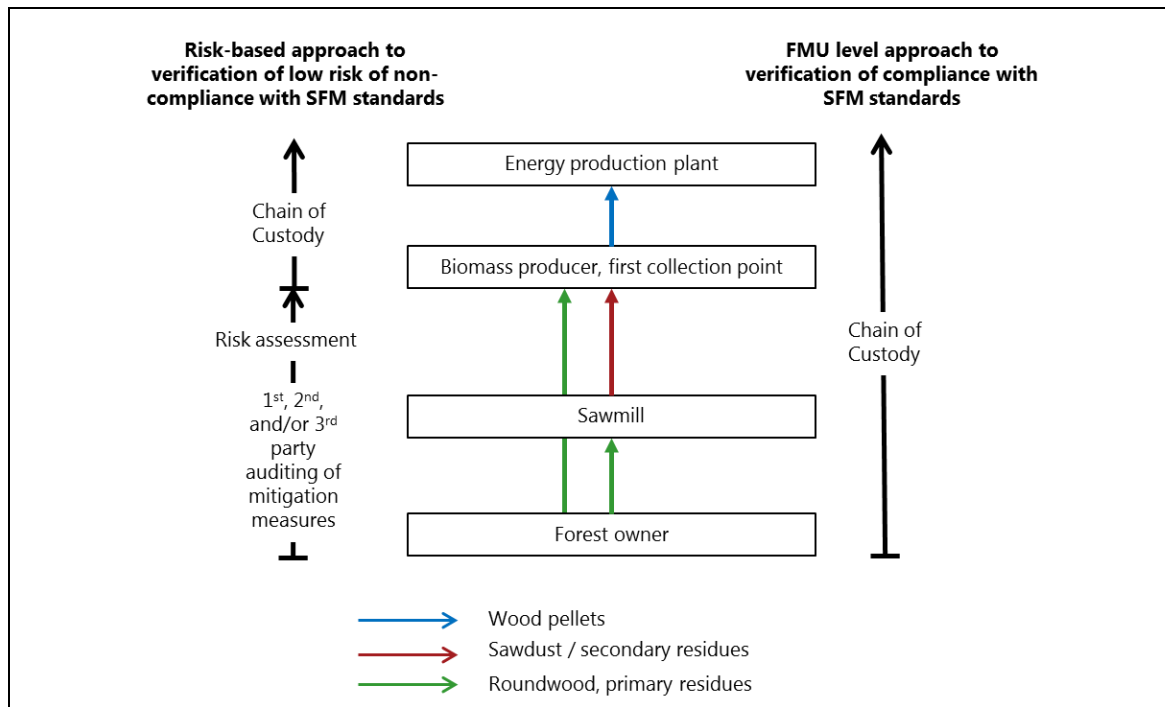 Risk-based approach to
verification of low risk of non-
compliance with SFM standards
FMU level approach to
verification of compliance with
SFM standards
Energy production plant
Chain of
Custody
Biomass producer, first collection point
Risk assessment
Chain of
Custody
1st, 2nd,
and/or 3rd
party
auditing of
mitigation
measures
Sawmill
Forest owner
Wood pellets
Sawdust / secondary residues
Roundwood, primary residues